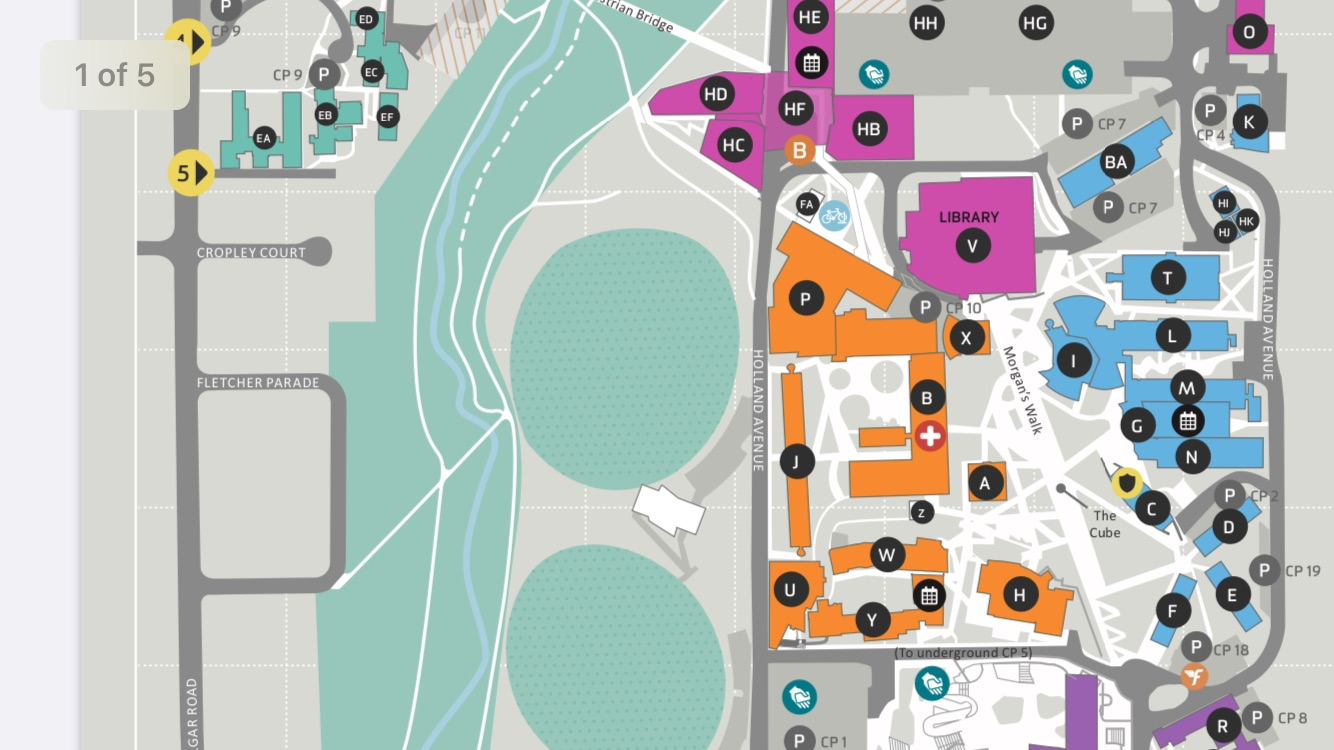 strian Bridge
P
CP 9
ED
CP 11
HE
HH
HG
O
1 of 5
CP 9
P
EC
HD
HF
HB
P
CP 7
P
CP 4
K
EA
EB
EF
HC
B
BA
5
FA
P
CP 7
HI
HK
HJ
LIBRARY
V
CROPLEY COURT
P
P
CP 10
T
HOLLAND AVENUE
X
I
L
Morgan's Walk
FLETCHER PARADE
HOLLAND AVENUE
B
M
G
J
N
A
C
P
CP 2
Z
The
Cube
D
W
P
CP 19
U
H
E
Y
F
(To underground CP 5)
P
CP 18
GAR ROAD
P
CP 1
R
P
CP 8